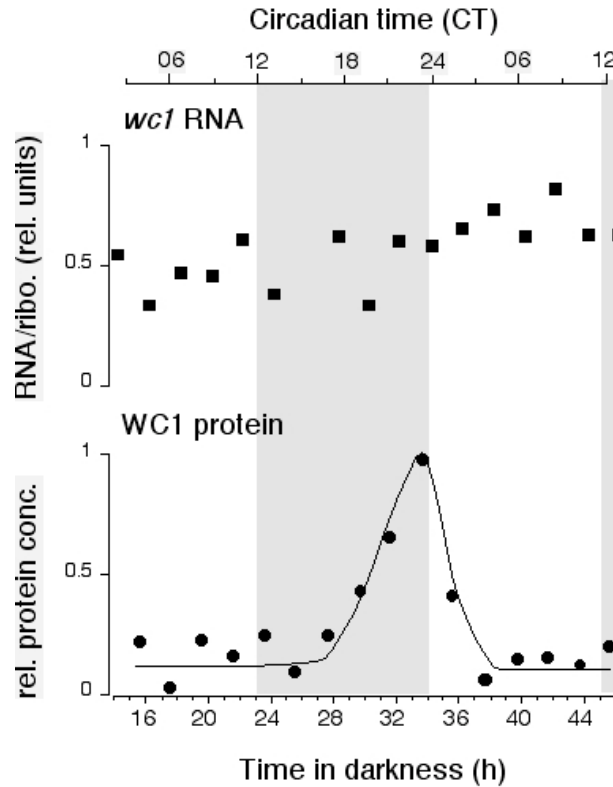 Circadian time (CT)
06 12 18 24 06 12
wc1 RNA
RNA/ribo. (rel. units)
1
0.5
0
WC1 protein
rel. protein conc.
1
0.5
0
16 20 24 28 32 36 40 44
Time in darkness (h)